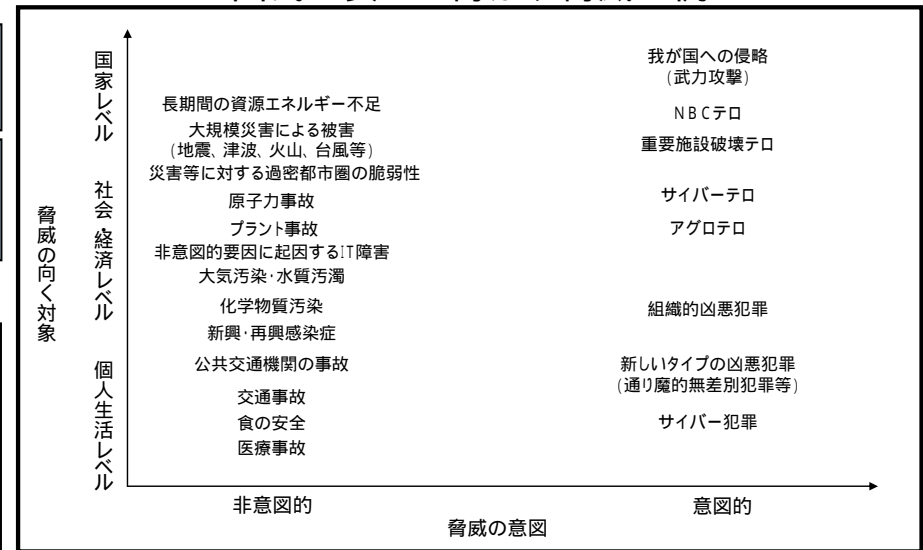 国家レベル
社会・経済レベル
個人生活レベル
脅威の向く対象
長期間の資源エネルギー不足
大規模災害による被害
(地震、津波、火山、台風等)
災害等に対する過密都市圏の脆弱性
原子力事故
プラント事故
非意図的要因に起因するIT障害
大気汚染・水質汚濁
化学物質汚染
新興・再興感染症
公共交通機関の事故
交通事故
食の安全
医療事故
我が国への侵略
(武力攻撃)
NBCテロ
重要施設破壊テロ
サイバーテロ
アグロテロ
組織的凶悪犯罪
新しいタイプの凶悪犯罪
(通り魔的無差別犯罪等)
サイバー犯罪
非意図的
意図的
脅威の意図